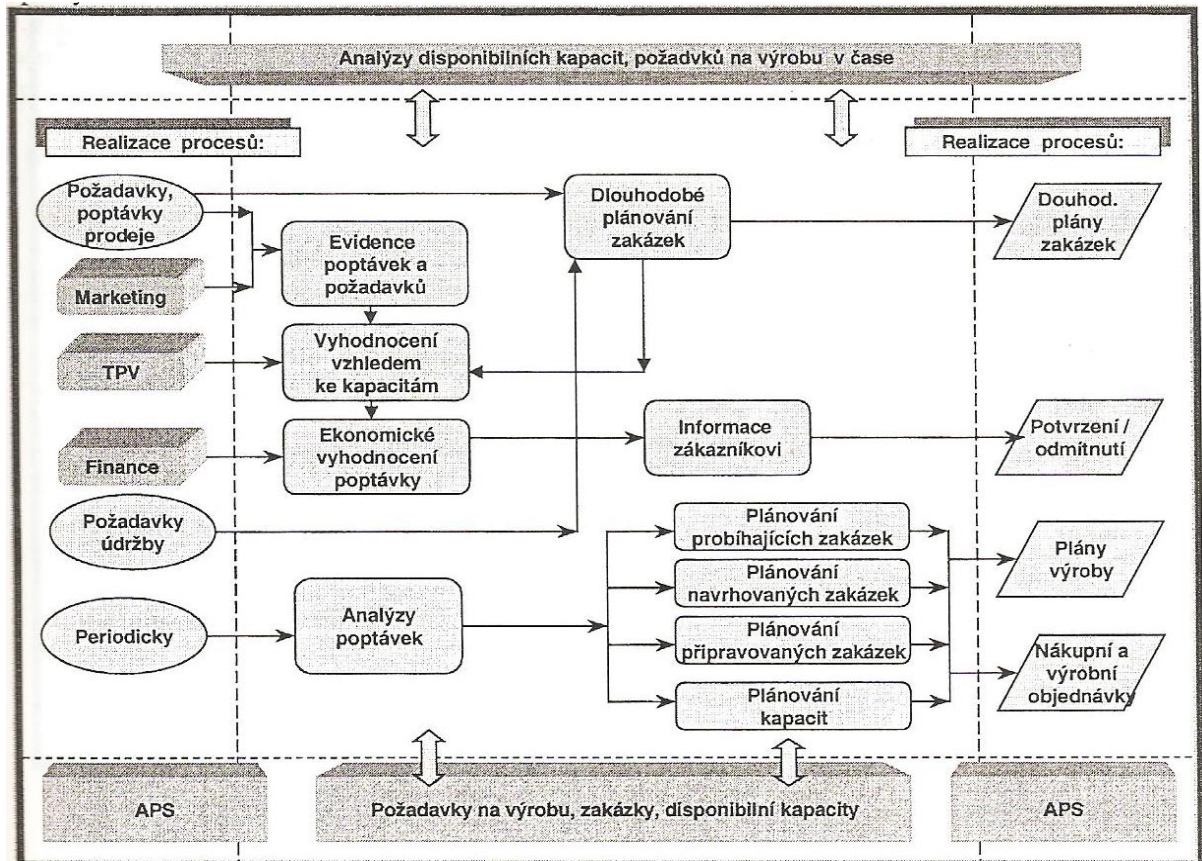 Analýzy disponibilních kapacit, požadvků na výrobu v čase
Realizace procesů:
Realizace procesů:
Požadavky,
poptávky
prodeje
Dlouhodobé
plánování
zakázek
Douhod.
plány
zakázek
Evidence
poptávek a
požadavků
Marketing
Vyhodnocení
vzhledem
ke kapacitám
TPV
Ekonomické
vyhodnocení
poptávky
Informace
zákazníkovi
Potvrzení /
odmítnutí
Finance
Požadavky
údržby
Plánování
probíhajících zakázek
Plánování
navrhovaných zakázek
Plány
výroby
Periodicky
Analýzy
poptávek
Plánování
připravovaných zakázek
Plánování
kapacit
Nákupní a
výrobní
objednávky
APS
Požadavky na výrobu, zakázky, disponibilní kapacity
APS